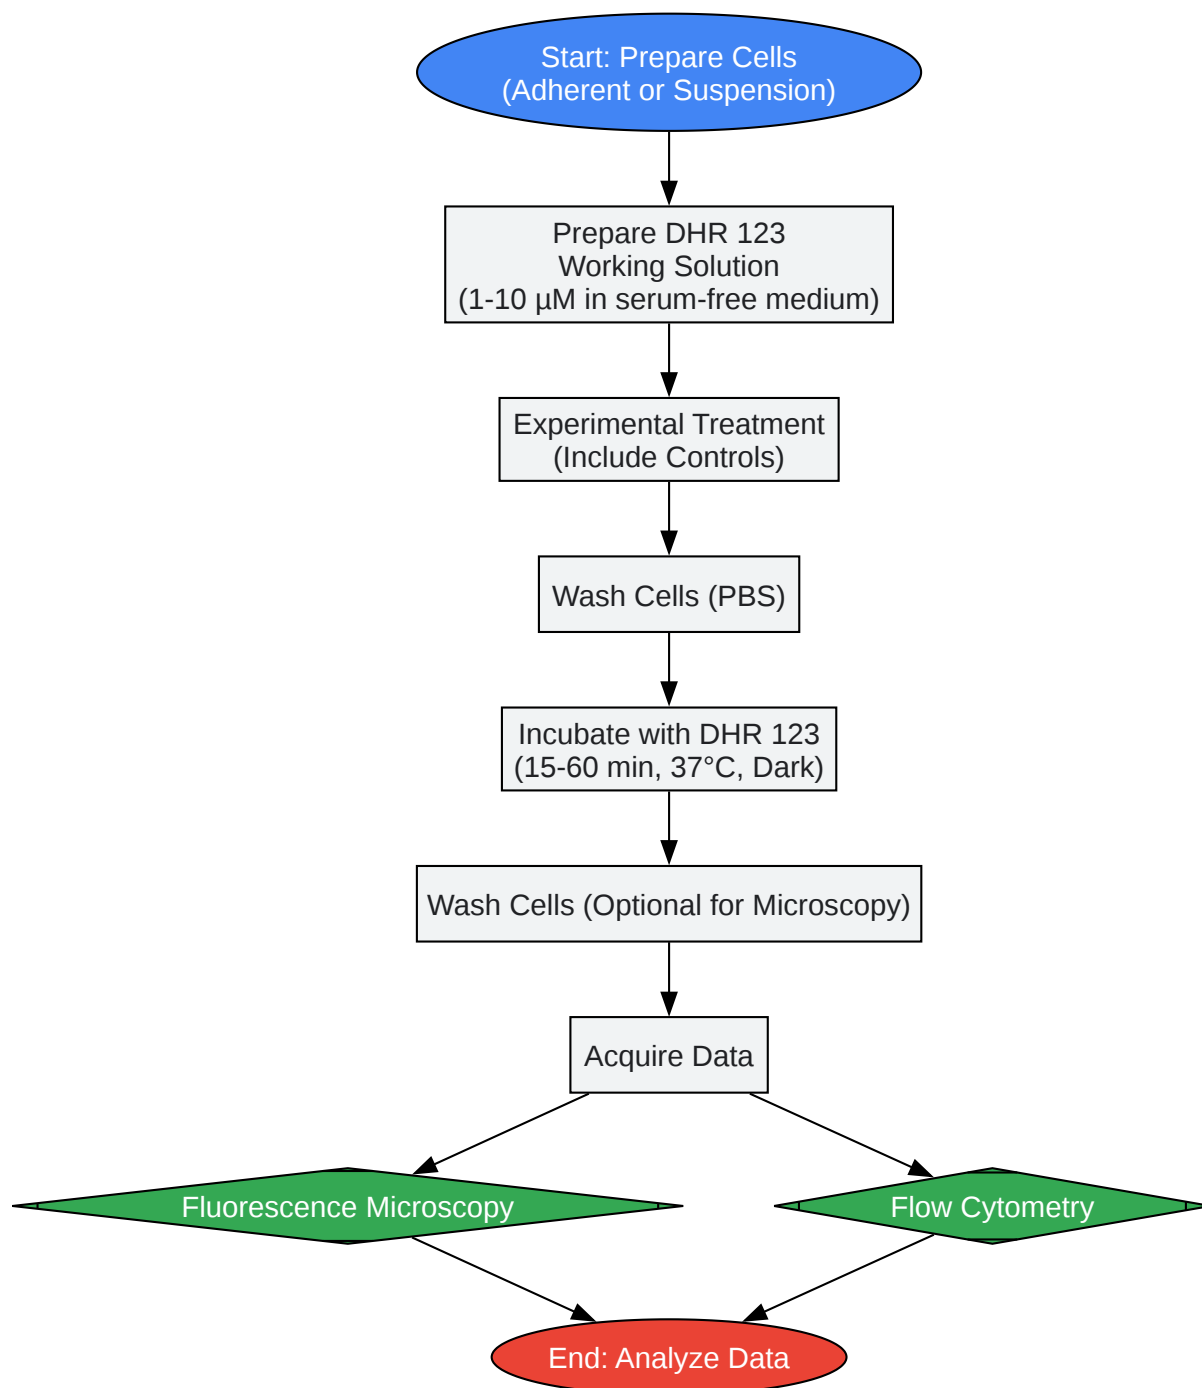 Start: Prepare Cells
(Adherent or Suspension)
Prepare DHR 123
Working Solution
(1-10 µM in serum-free medium)
Experimental Treatment
(Include Controls)
Wash Cells (PBS)
Incubate with DHR 123
(15-60 min, 37°C, Dark)
Wash Cells (Optional for Microscopy)
Acquire Data
Fluorescence Microscopy
Flow Cytometry
End: Analyze Data